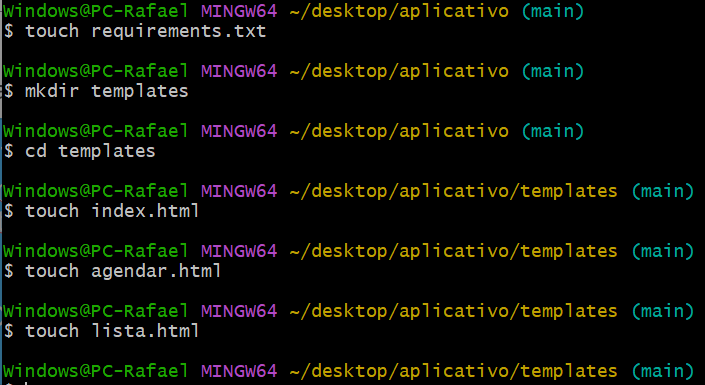 Windows@PC-Rafael MINGW64 ~/desktop/aplicativo (main)
$ touch requirements.txt
Windows@PC-Rafael MINGW64 ~/desktop/aplicativo (main)
$ mkdir templates
Windows@PC-Rafael MINGW64 ~/desktop/aplicativo (main)
$ cd templates
Windows@PC-Rafael MINGW64 ~/desktop/aplicativo/templates (main)
$ touch index.html
Windows@PC-Rafael MINGW64 ~/desktop/aplicativo/templates (main)
$ touch agendar.html
Windows@PC-Rafael MINGW64 ~/desktop/aplicativo/templates (main)
$ touch lista.html
Windows@PC-Rafael MINGW64 ~/desktop/aplicativo/templates (main)